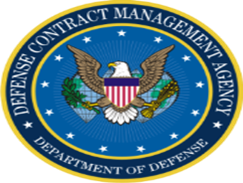 DEFENSE CONTRACT MANAGEMENT AGENCY
DEPARTMENT OF DEFENSE